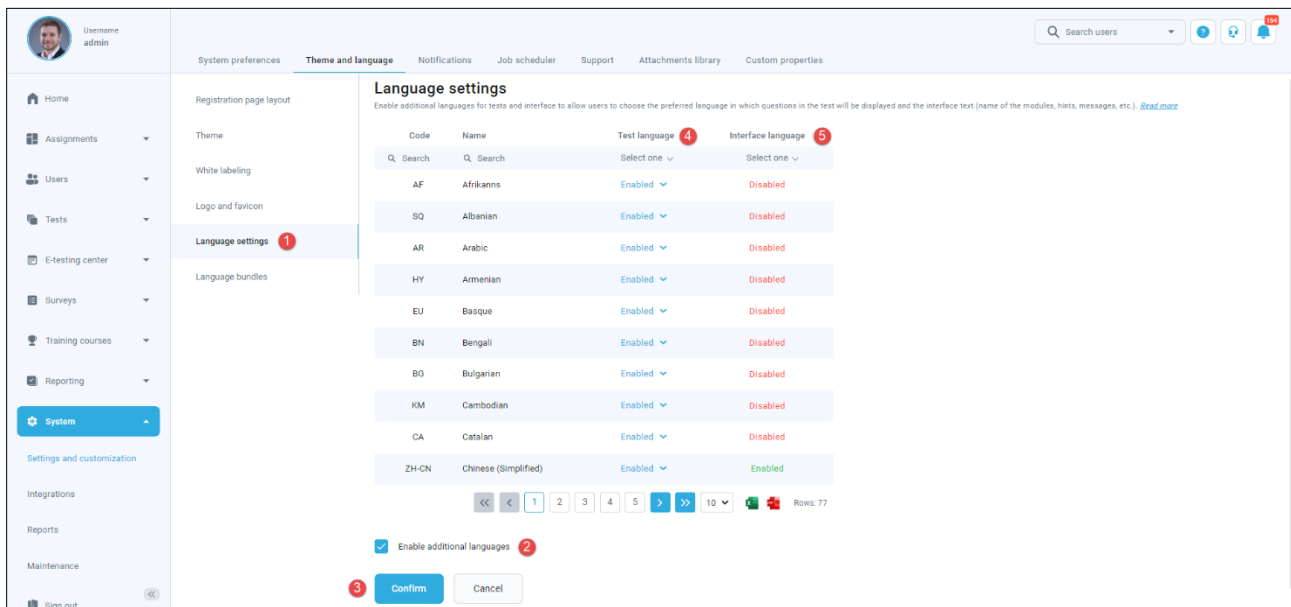 Username
admin
Search users
?
154
System preferences Theme and language Notifications Job scheduler Support Attachments library Custom properties
Home
Assignments
Users
Tests
E-testing center
Surveys
Training courses
Reporting
System
Settings and customization
Integrations
Reports
Maintenance
Sign out
Registration page layout
Theme
White labeling
Logo and favicon
Language settings 1
Language bundles
Language settings
Enable additional languages for tests and interface to allow users to choose the preferred language in which questions in the test will be displayed and the interface text (name of the modules, hints, messages, etc.). Read more
Code Name Test language 4 Interface language 5
Search Search Select one Select one
AF Afrikanns Enabled Disabled
SQ Albanian Enabled Disabled
AR Arabic Enabled Disabled
HY Armenian Enabled Disabled
EU Basque Enabled Disabled
BN Bengali Enabled Disabled
BG Bulgarian Enabled Disabled
KM Cambodian Enabled Disabled
CA Catalan Enabled Disabled
ZH-CN Chinese (Simplified) Enabled Enabled
<< < 1 2 3 4 5 > >> 10 Rows: 77
Enable additional languages 2
3 Confirm Cancel